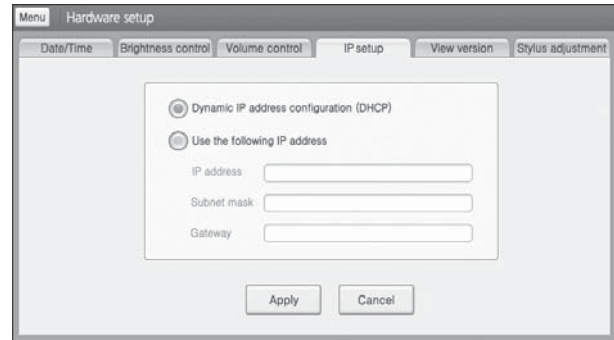 Menu Hardware setup
Date/Time Brightness control Volume control IP setup View version Stylus adjustment
Dynamic IP address configuration (DHCP)
Use the following IP address
IP address
Subnet mask
Gateway
Apply Cancel